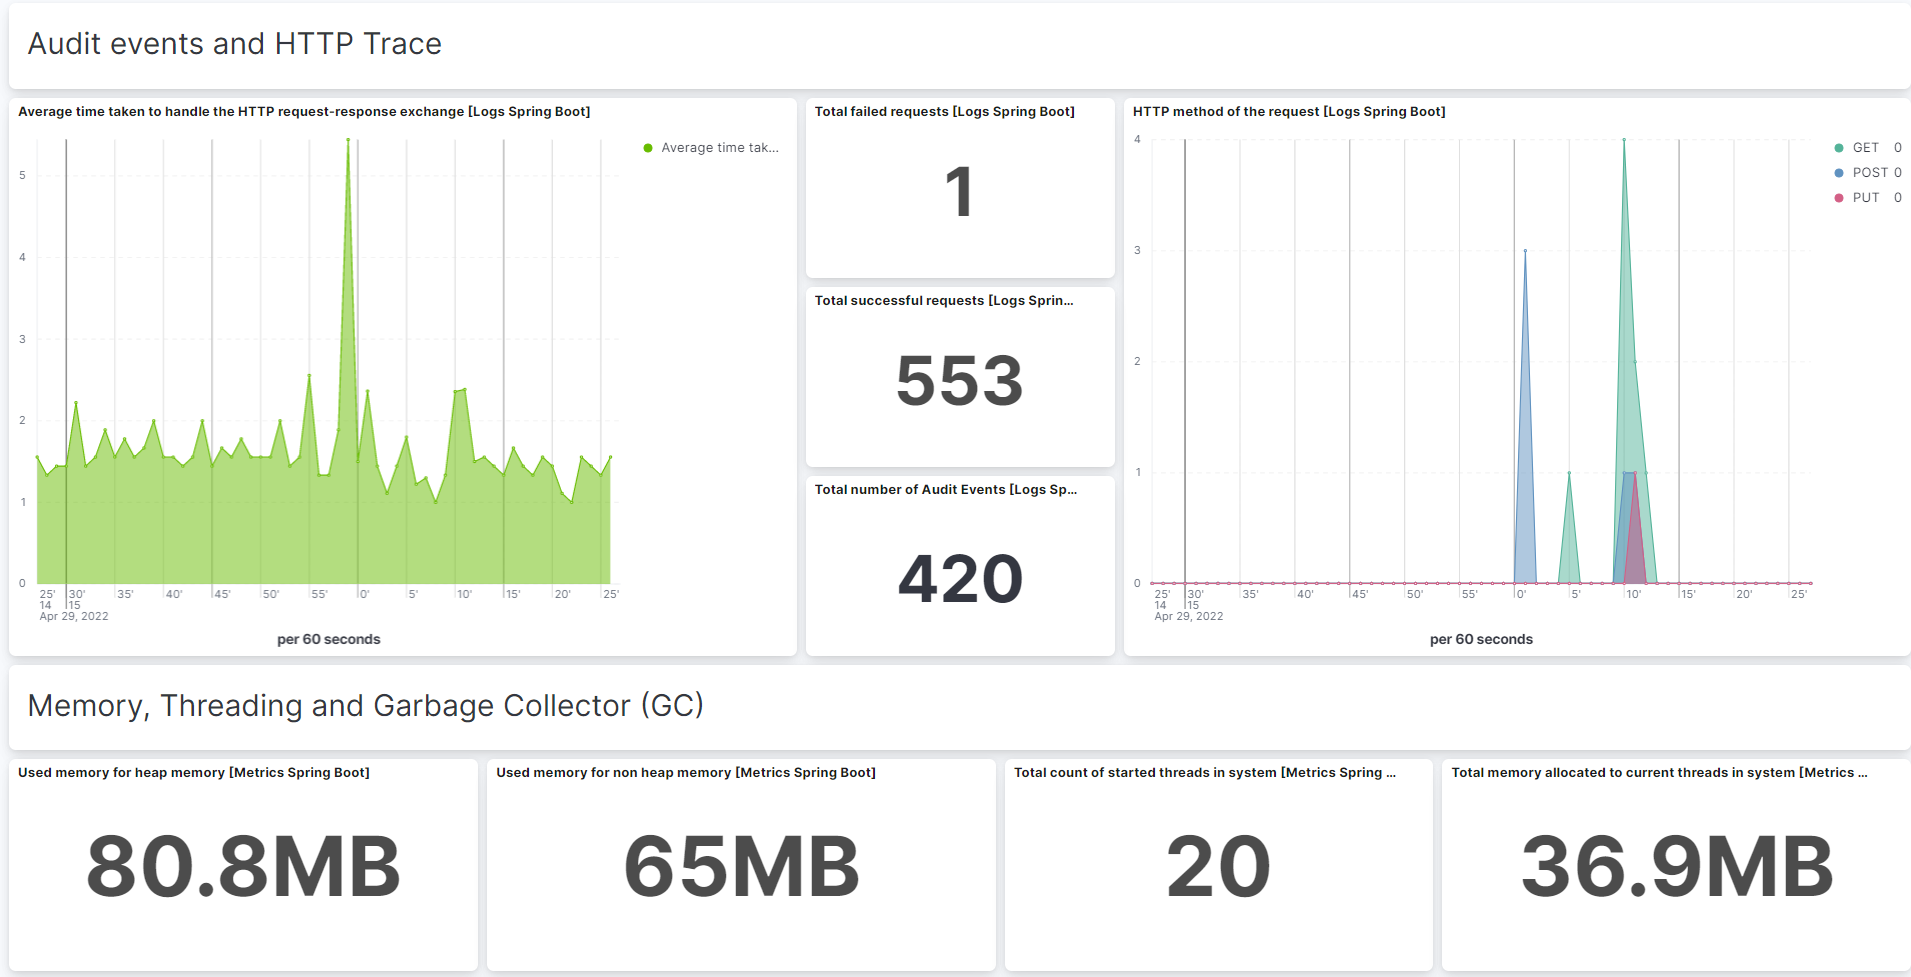 Audit events and HTTP Trace
Average time taken to handle the HTTP request-response exchange [Logs Spring Boot]
5
4
3
2
1
0
25' 30' 35' 40' 45' 50' 55' 0' 5' 10' 15' 20' 25'
14 15
Apr 29, 2022
per 60 seconds
Average time tak...
Total failed requests [Logs Spring Boot]
1
Total successful requests [Logs Sprin...
553
Total number of Audit Events [Logs Sp...
420
HTTP method of the request [Logs Spring Boot]
4
3
2
1
0
25' 30' 35' 40' 45' 50' 55' 0' 5' 10' 15' 20' 25'
14 15
Apr 29, 2022
per 60 seconds
GET 0
POST 0
PUT 0
Memory, Threading and Garbage Collector (GC)
Used memory for heap memory [Metrics Spring Boot]
80.8MB
Used memory for non heap memory [Metrics Spring Boot]
65MB
Total count of started threads in system [Metrics Spring ...
20
Total memory allocated to current threads in system [Metrics ...
36.9MB